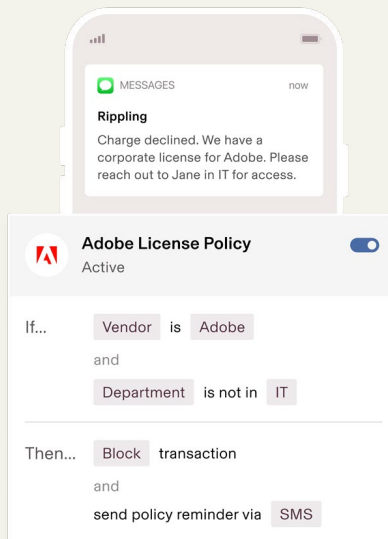 MESSAGES now
Rippling
Charge declined. We have a
corporate license for Adobe. Please
reach out to Jane in IT for access.
Adobe License Policy
Active
If... Vendor is Adobe
and
Department is not in IT
Then... Block transaction
and
send policy reminder via SMS